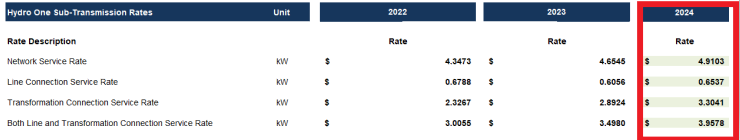 Hydro One Sub-Transmission Rates Unit 2022 2023 2024
Rate Description Rate Rate Rate
Network Service Rate kW $ 4.3473 $ 4.6545 $ 4.9103
Line Connection Service Rate kW $ 0.6788 $ 0.6056 $ 0.6537
Transformation Connection Service Rate kW $ 2.3267 $ 2.8924 $ 3.3041
Both Line and Transformation Connection Service Rate kW $ 3.0055 $ 3.4980 $ 3.9578